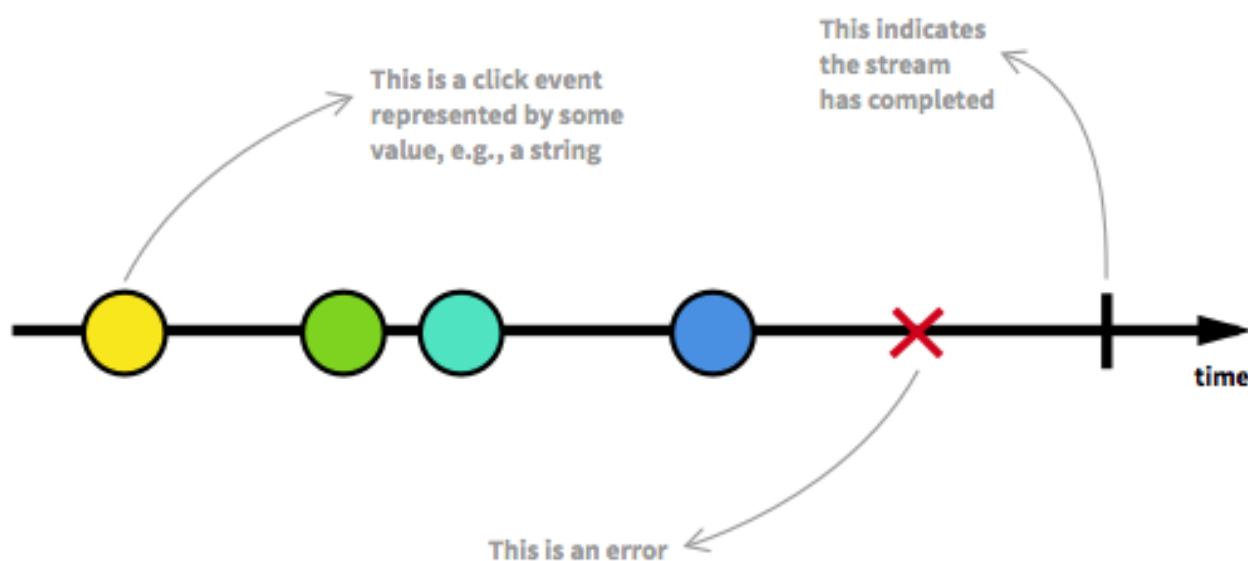 This indicates
the stream
has completed
This is a click event
represented by some
value, e.g., a string
time
This is an error